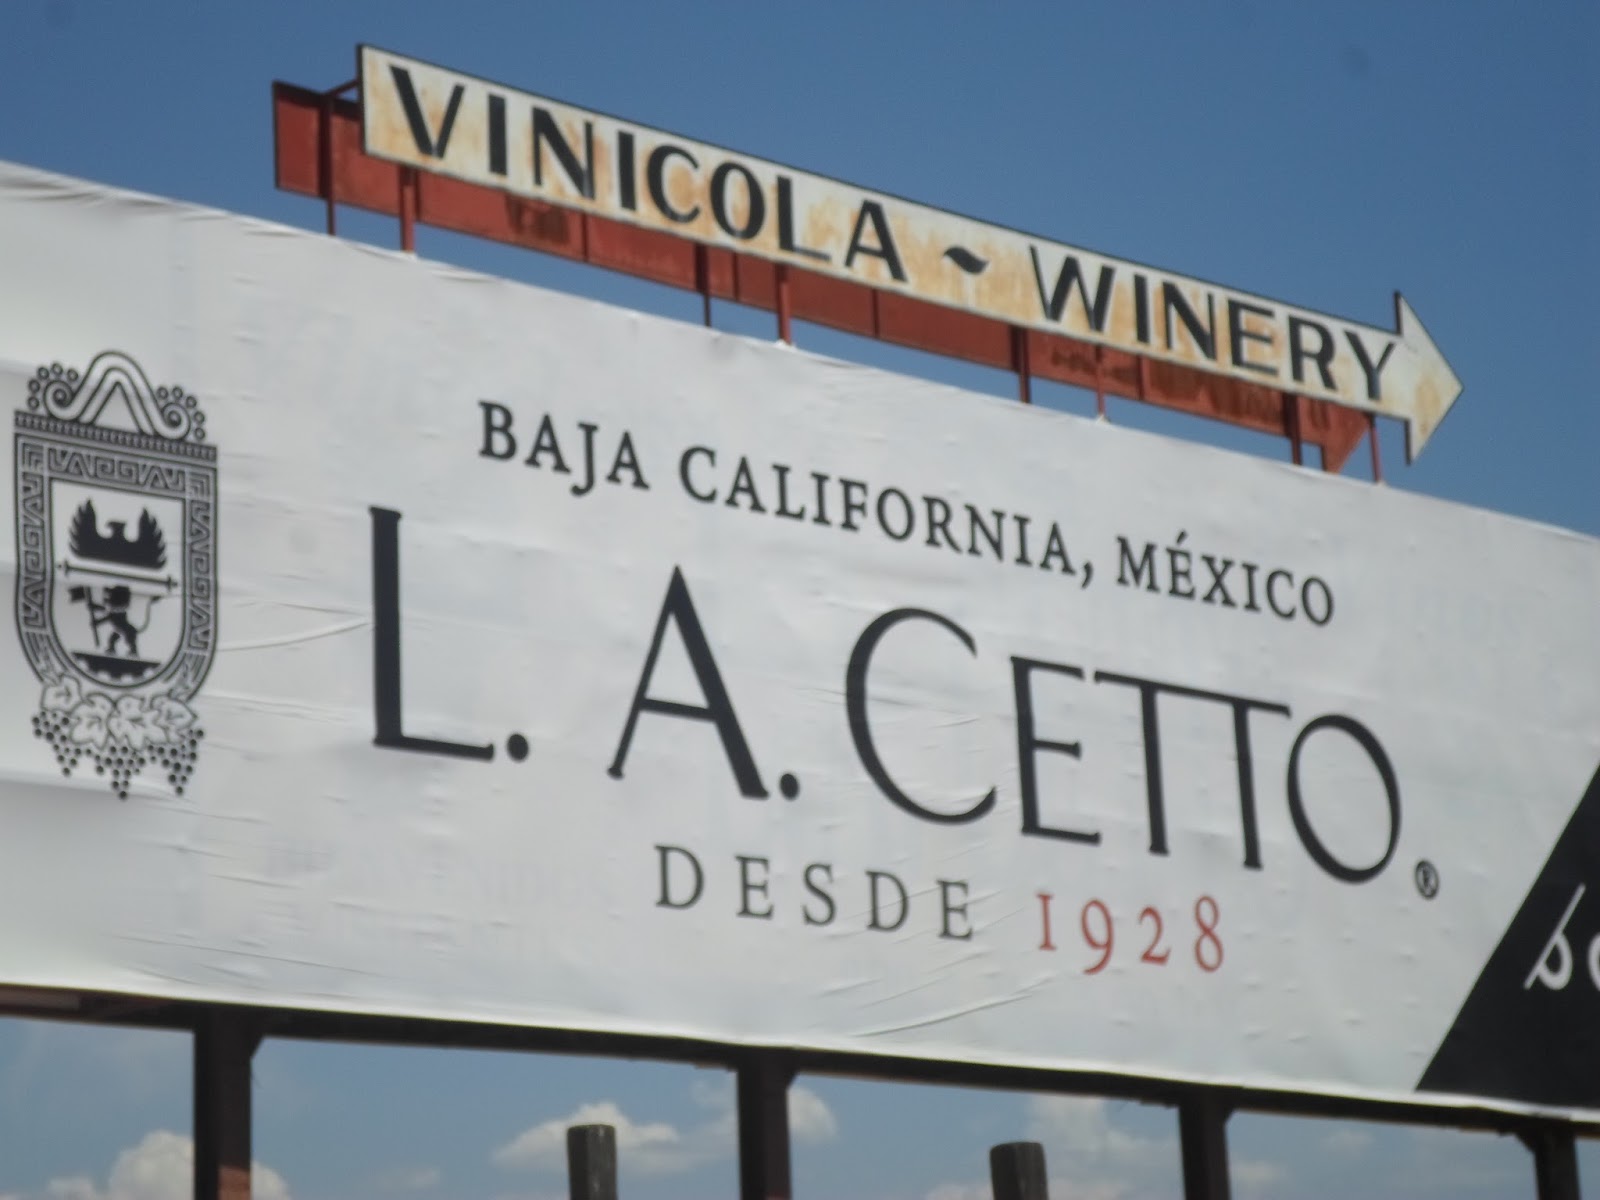 VINICOLA ~ WINERY
BAJA CALIFORNIA, MÉXICO
L. A. CETTO®
DESDE 1928